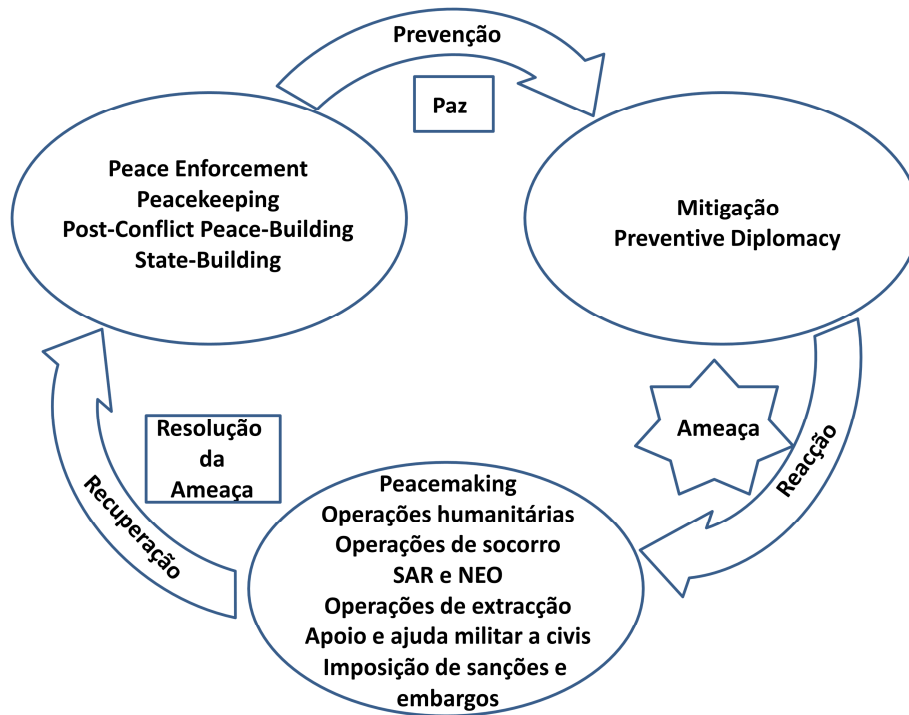 Prevenção
Paz
Peace Enforcement
Peacekeeping
Post-Conflict Peace-Building
State-Building
Mitigação
Preventive Diplomacy
Ameaça
Reacção
Resolução
da
Ameaça
Recuperação
Peacemaking
Operações humanitárias
Operações de socorro
SAR e NEO
Operações de extracção
Apoio e ajuda militar a civis
Imposição de sanções e
embargos